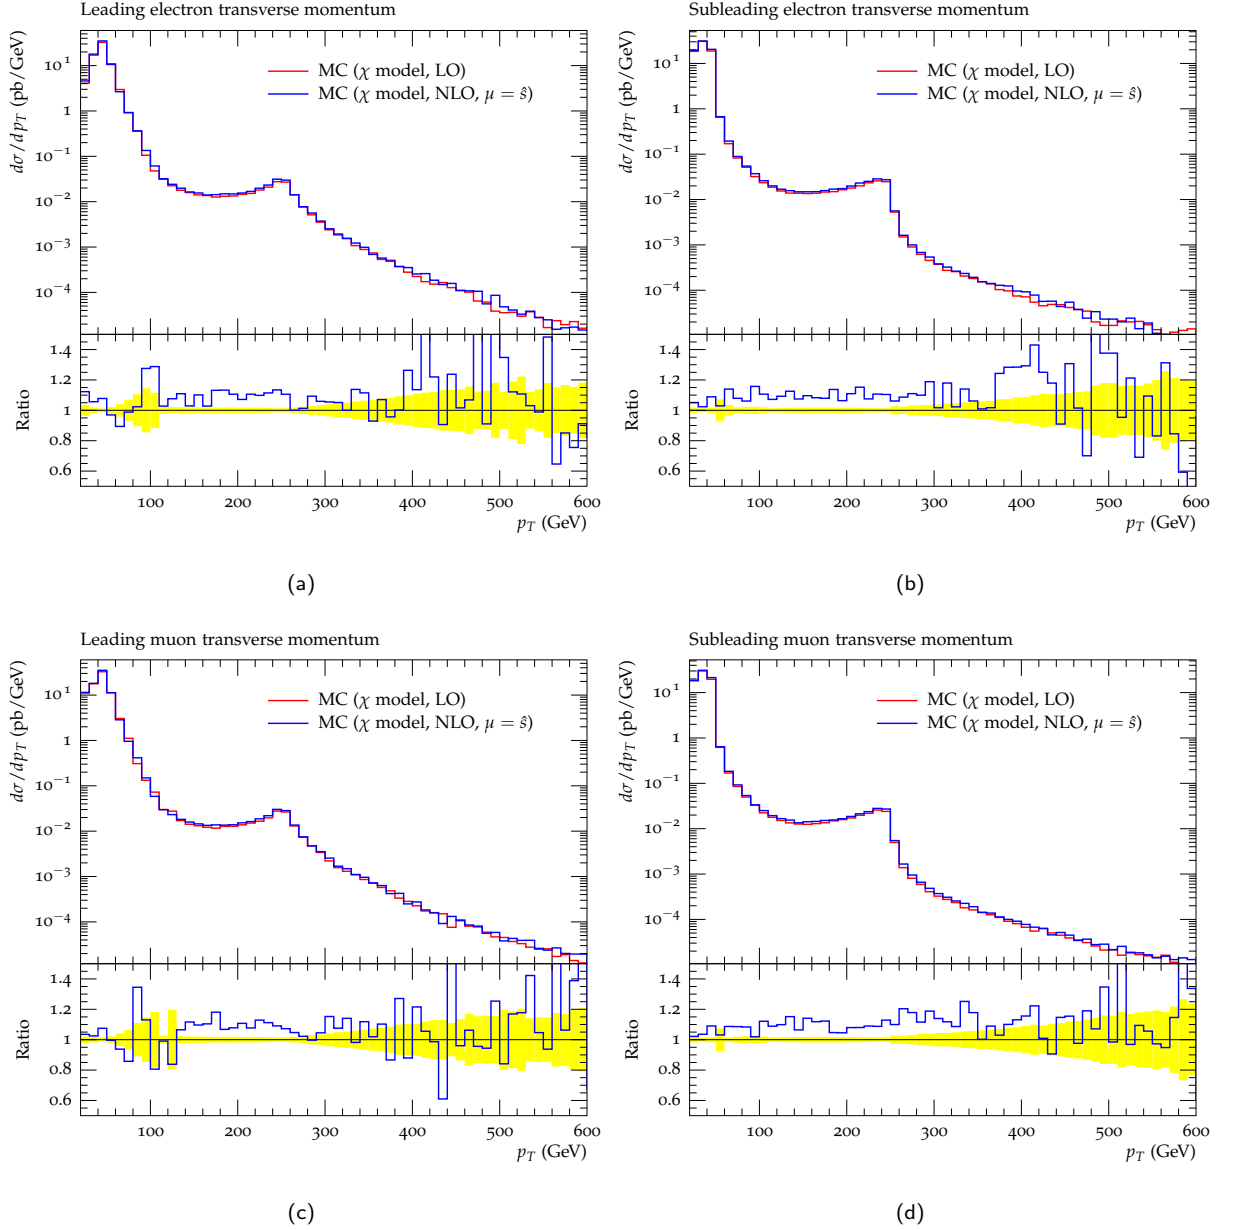 Leading electron transverse momentum
dσ/dp_T (pb/GeV)
10^1
1
10^−1
10^−2
10^−3
10^−4
MC (χ model, LO)
MC (χ model, NLO, μ = ŝ)
Ratio
1.4
1.2
1
0.8
0.6
100 200 300 400 500 600
p_T (GeV)
(a)
Subleading electron transverse momentum
dσ/dp_T (pb/GeV)
10^1
1
10^−1
10^−2
10^−3
10^−4
MC (χ model, LO)
MC (χ model, NLO, μ = ŝ)
Ratio
1.4
1.2
1
0.8
0.6
100 200 300 400 500 600
p_T (GeV)
(b)
Leading muon transverse momentum
dσ/dp_T (pb/GeV)
10^1
1
10^−1
10^−2
10^−3
10^−4
MC (χ model, LO)
MC (χ model, NLO, μ = ŝ)
Ratio
1.4
1.2
1
0.8
0.6
100 200 300 400 500 600
p_T (GeV)
(c)
Subleading muon transverse momentum
dσ/dp_T (pb/GeV)
10^1
1
10^−1
10^−2
10^−3
10^−4
MC (χ model, LO)
MC (χ model, NLO, μ = ŝ)
Ratio
1.4
1.2
1
0.8
0.6
100 200 300 400 500 600
p_T (GeV)
(d)